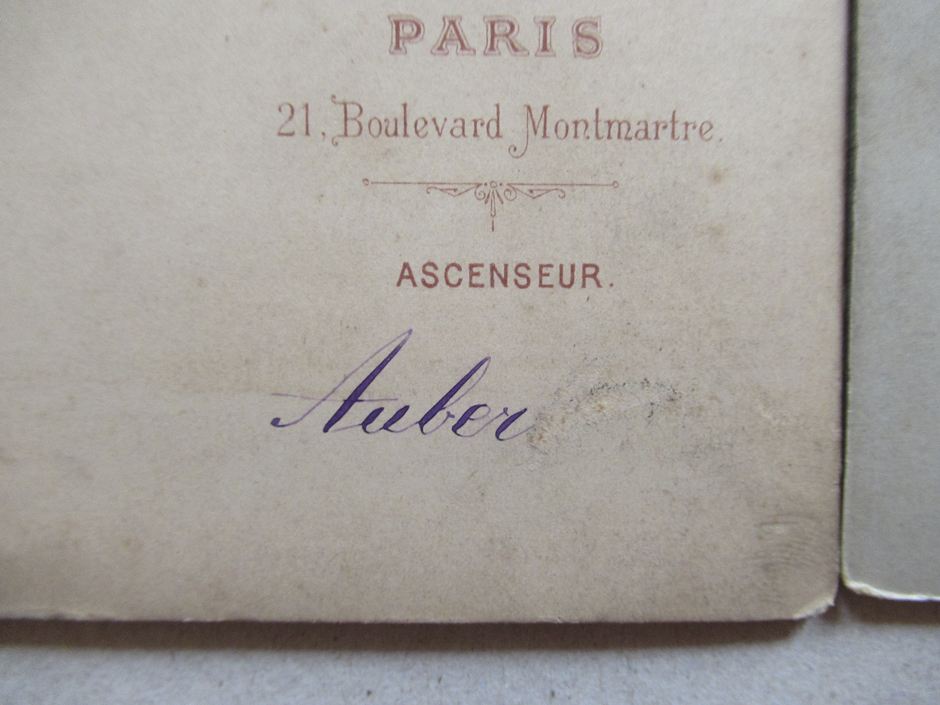 PARIS
21, Boulevard Montmartre.
ASCENSEUR.
Auber